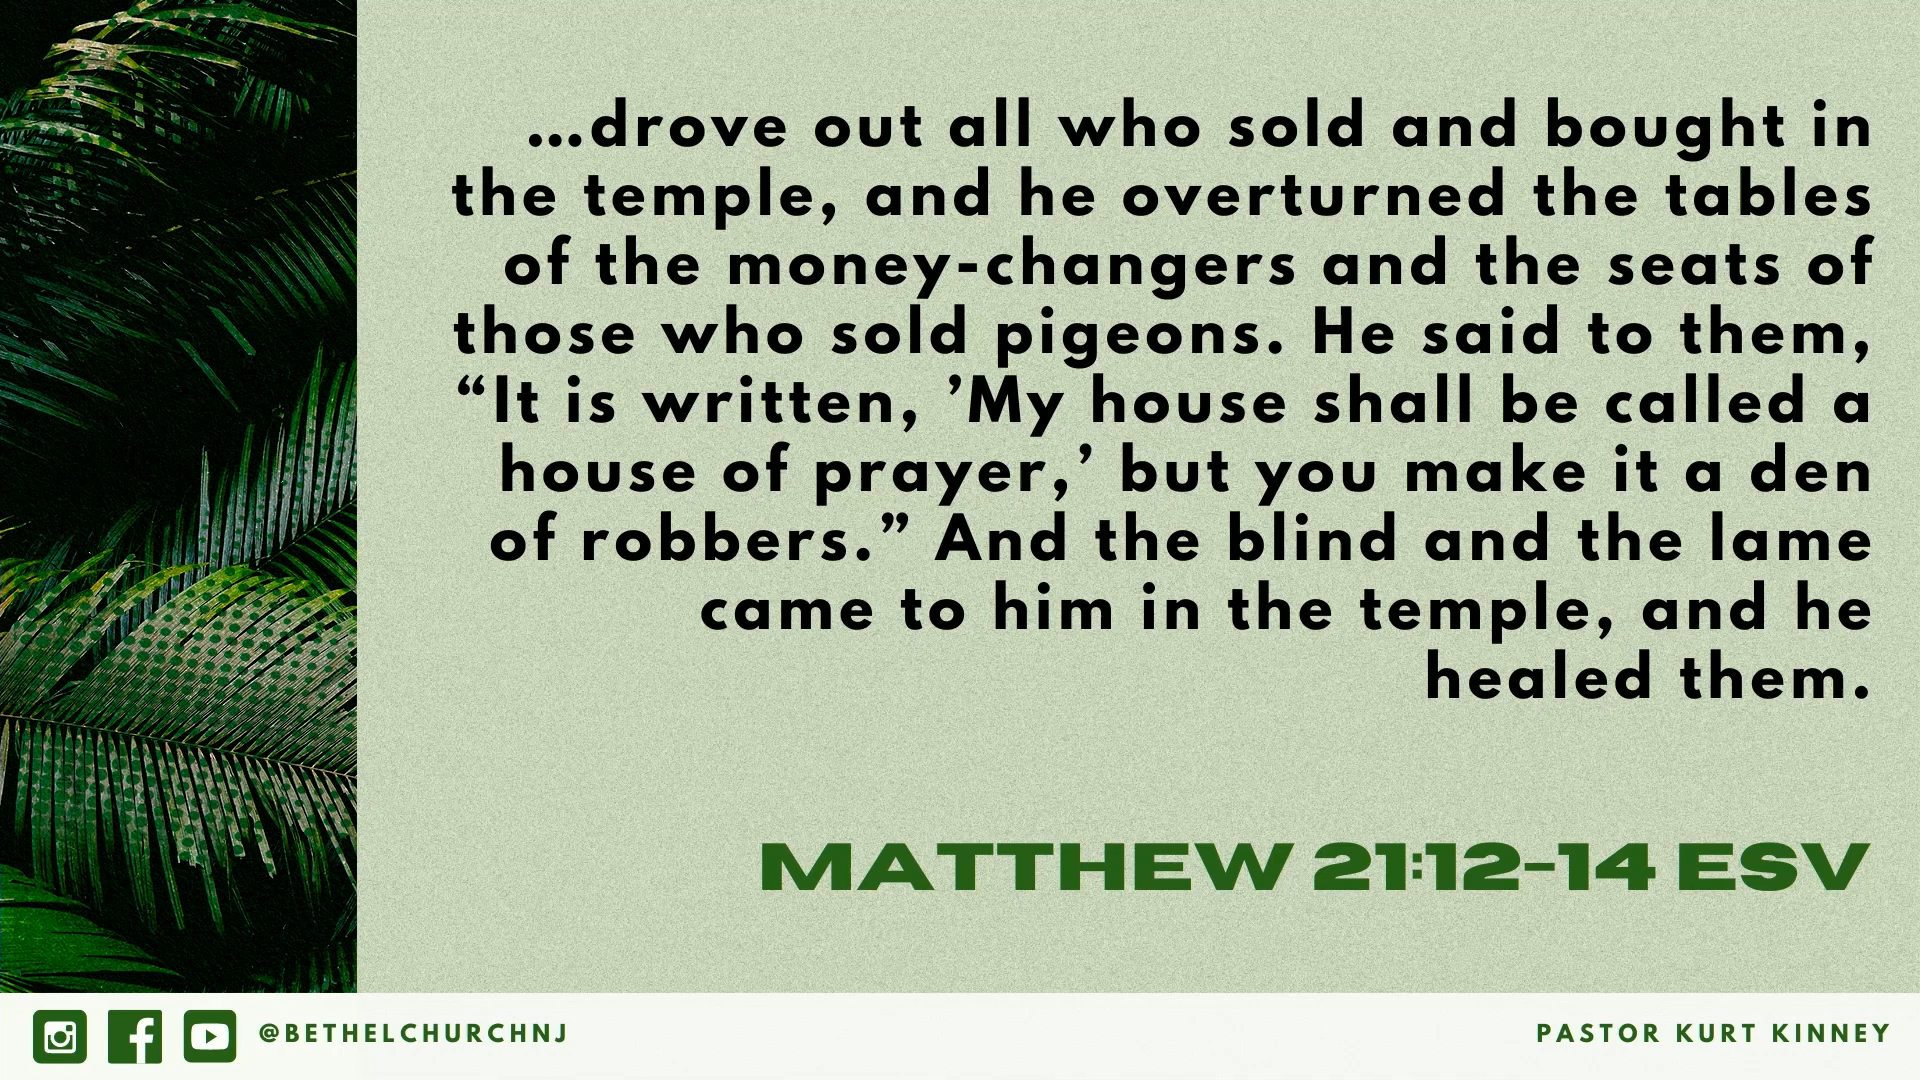 …drove out all who sold and bought in
the temple, and he overturned the tables
of the money-changers and the seats of
those who sold pigeons. He said to them,
“It is written, ’My house shall be called a
house of prayer,’ but you make it a den
of robbers.” And the blind and the lame
came to him in the temple, and he
healed them.
MATTHEW 21:12-14 ESV
@BETHELCHURCHNJ
PASTOR KURT KINNEY